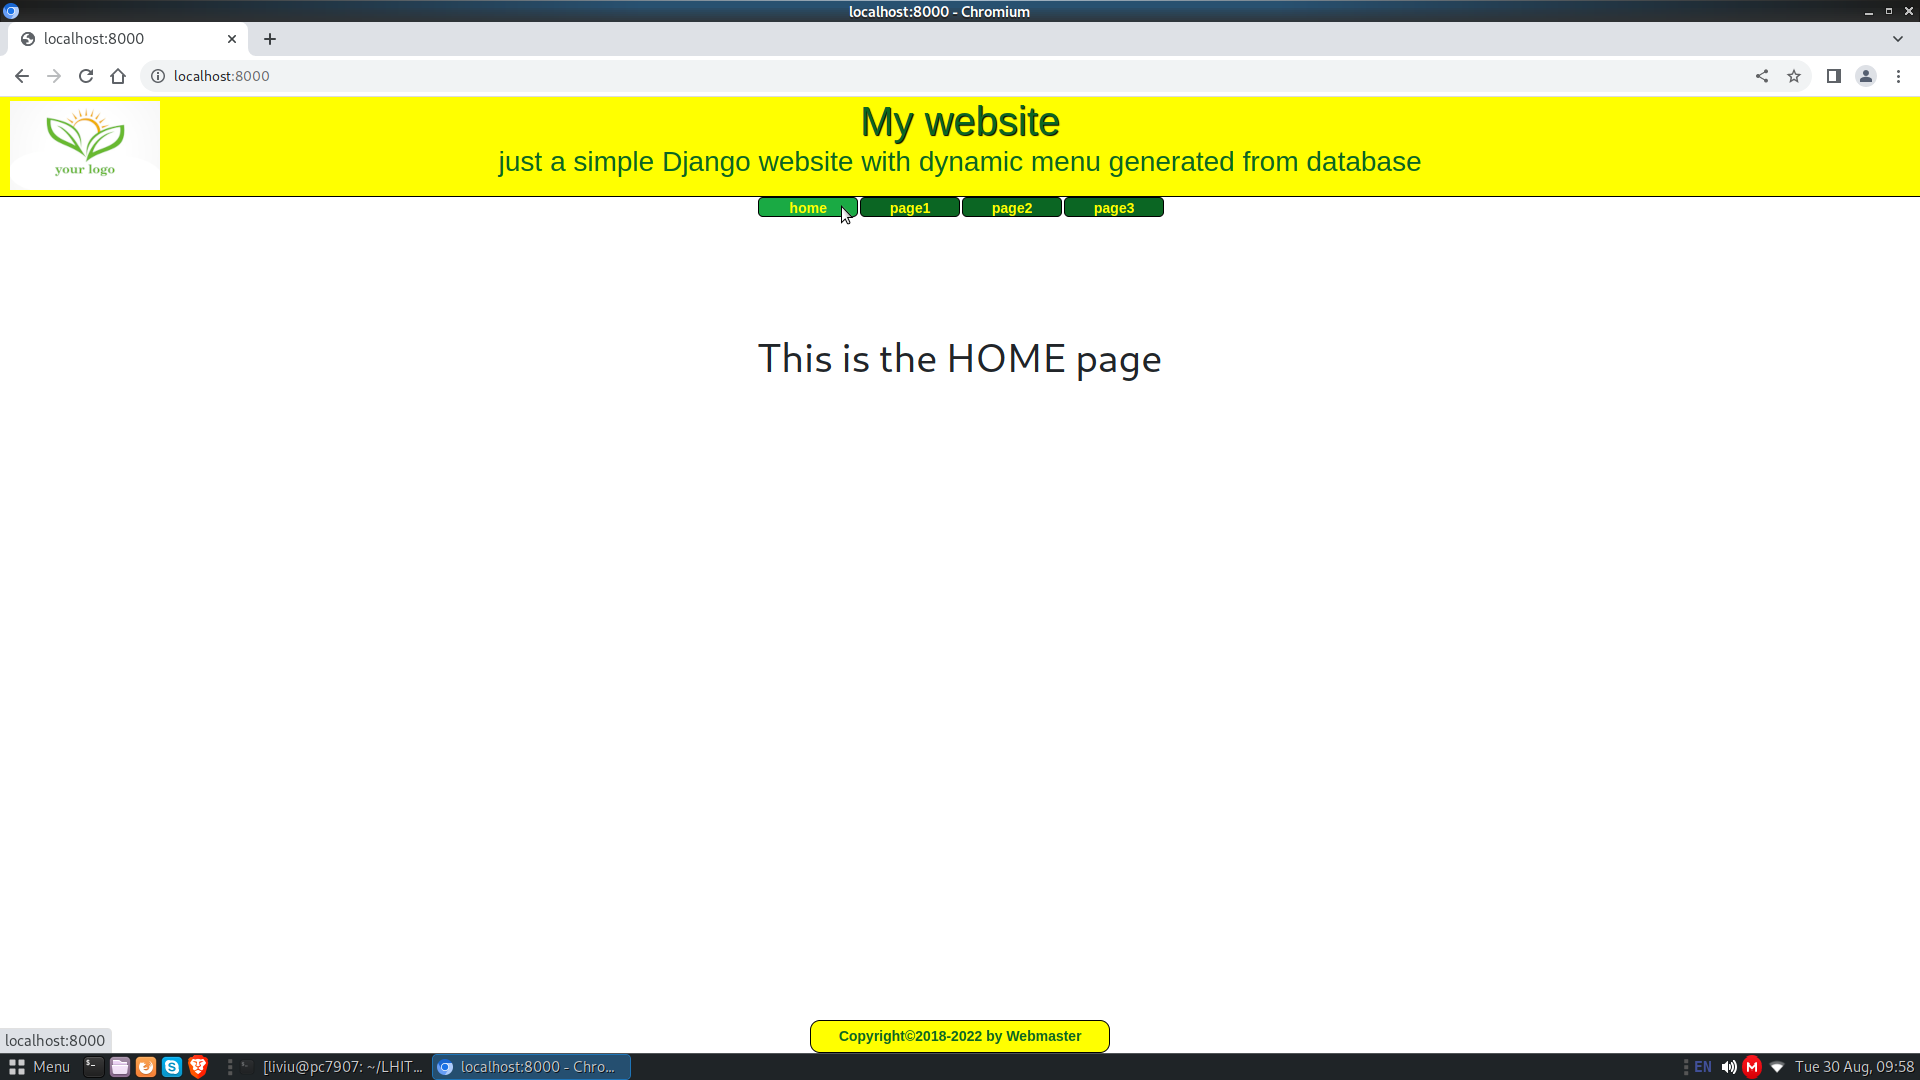 localhost:8000 - Chromium
localhost:8000
localhost:8000
your logo
My website
just a simple Django website with dynamic menu generated from database
home page1 page2 page3
This is the HOME page
Copyright©2018-2022 by Webmaster
localhost:8000
Menu [liviu@pc7907: ~/LHIT... localhost:8000 - Chro... EN M Tue 30 Aug, 09:58